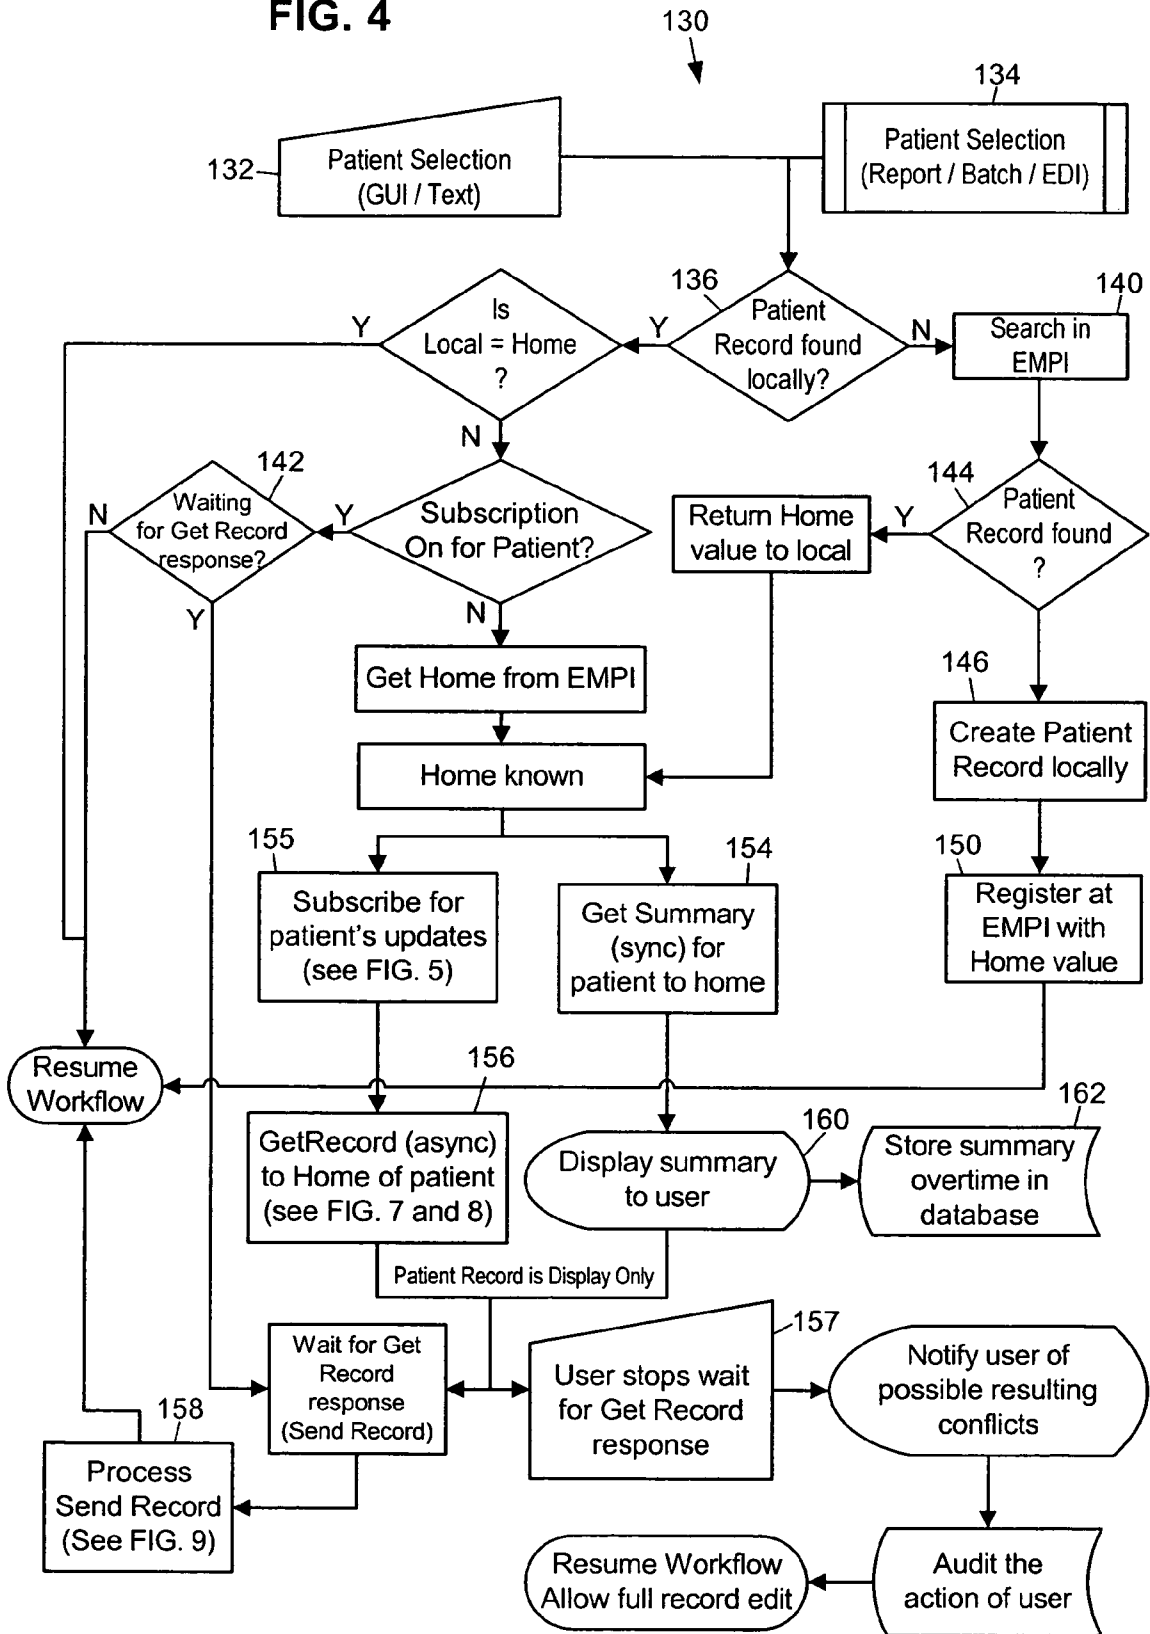 FIG. 4
130
134
132
Patient Selection
(GUI / Text)
Patient Selection
(Report / Batch / EDI)
136
140
Is
Local = Home
?
Y
Y
Patient
Record found
locally?
N
Search in
EMPI
N
142
144
Waiting
for Get Record
response?
N
Y
Subscription
On for Patient?
Return Home
value to local
Y
Patient
Record found
?
Y
N
Get Home from EMPI
146
Create Patient
Record locally
Home known
155
154
150
Subscribe for
patient's updates
(see FIG. 5)
Get Summary
(sync) for
patient to home
Register at
EMPI with
Home value
Resume
Workflow
156
160
162
GetRecord (async)
to Home of patient
(see FIG. 7 and 8)
Display summary
to user
Store summary
overtime in
database
Patient Record is Display Only
157
Wait for Get
Record
response
(Send Record)
User stops wait
for Get Record
response
Notify user of
possible resulting
conflicts
158
Process
Send Record
(See FIG. 9)
Resume Workflow
Allow full record edit
Audit the
action of user